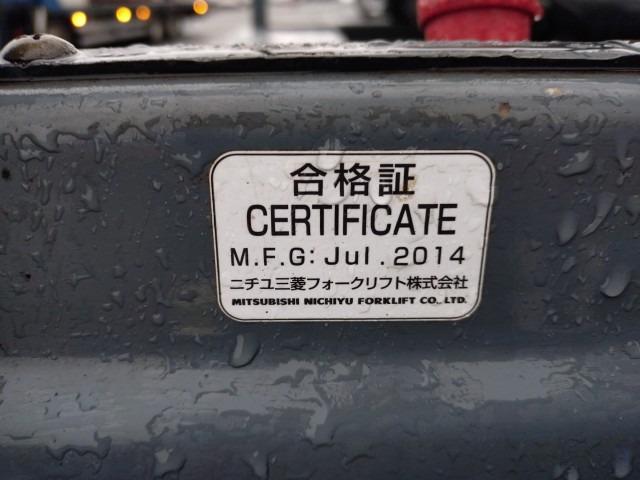 合格証
CERTIFICATE
M.F.G: Jul. 2014
ニチユ三菱フォークリフト株式会社
MITSUBISHI NICHIYU FORKLIFT CO., LTD.